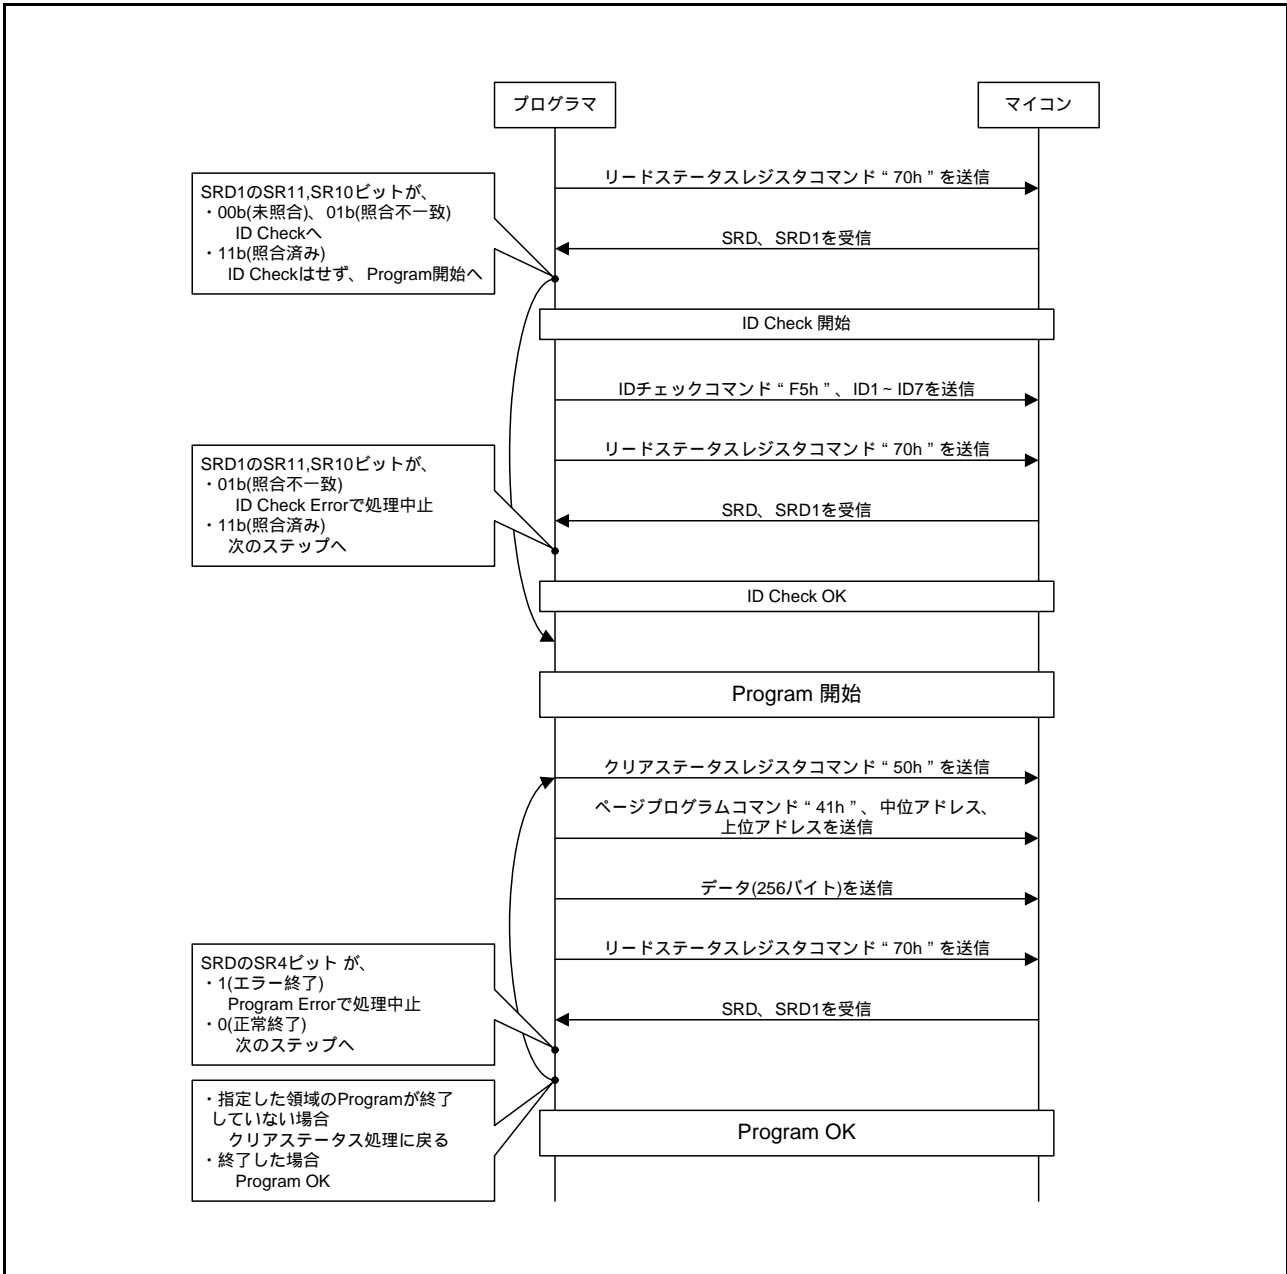 プログラマ
マイコン
リードステータスレジスタコマンド “ 70h ” を送信
SRD1のSR11,SR10ビットが、
・00b(未照合)、01b(照合不一致)
ID Checkへ
・11b(照合済み)
ID Checkはせず、Program開始へ
SRD、SRD1を受信
ID Check 開始
IDチェックコマンド “ F5h ” 、ID1 ~ ID7を送信
リードステータスレジスタコマンド “ 70h ” を送信
SRD1のSR11,SR10ビットが、
・01b(照合不一致)
ID Check Errorで処理中止
・11b(照合済み)
次のステップへ
SRD、SRD1を受信
ID Check OK
Program 開始
クリアステータスレジスタコマンド “ 50h ” を送信
ページプログラムコマンド “ 41h ” 、中位アドレス、
上位アドレスを送信
データ(256バイト)を送信
リードステータスレジスタコマンド “ 70h ” を送信
SRDのSR4ビット が、
・1(エラー終了)
Program Errorで処理中止
・0(正常終了)
次のステップへ
SRD、SRD1を受信
・指定した領域のProgramが終了
していない場合
クリアステータス処理に戻る
・終了した場合
Program OK
Program OK